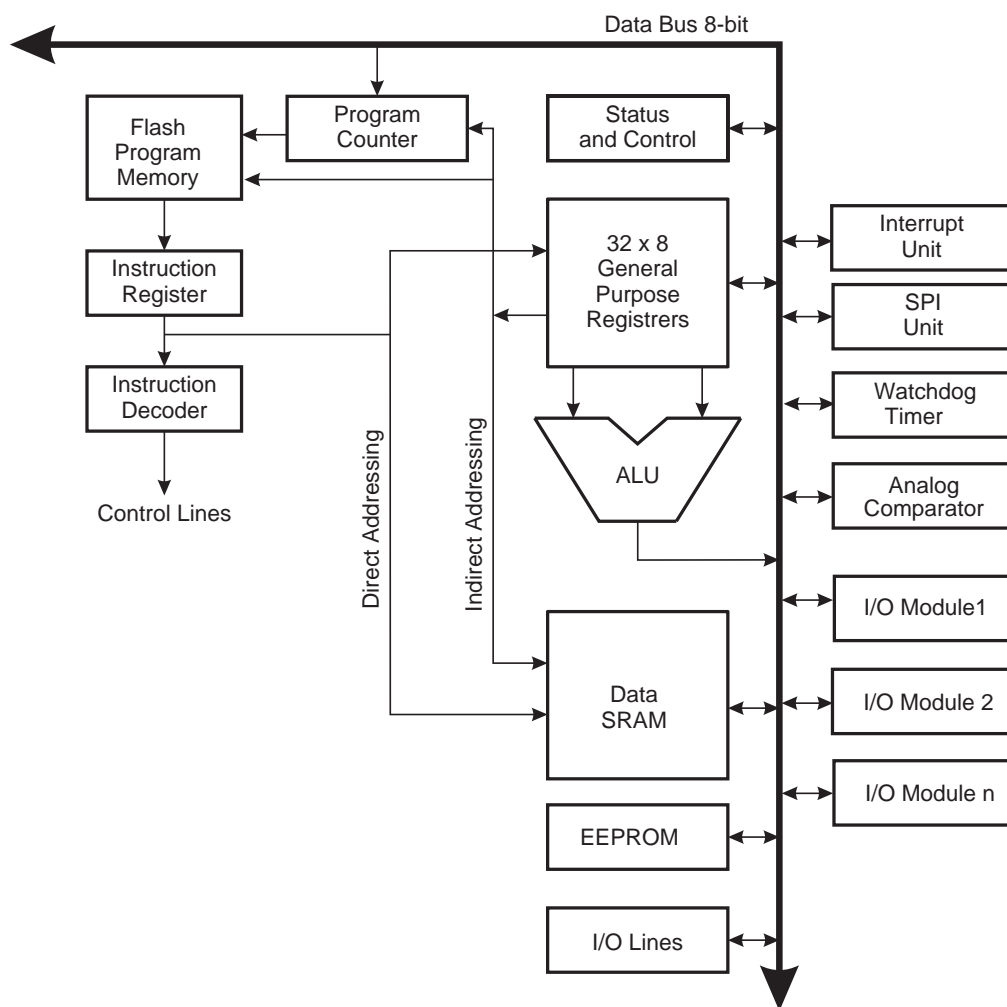 Data Bus 8-bit
Flash
Program
Memory
Program
Counter
Status
and Control
32 x 8
General
Purpose
Registrers
Interrupt
Unit
Instruction
Register
SPI
Unit
Instruction
Decoder
Watchdog
Timer
Control Lines
Direct Addressing
Indirect Addressing
ALU
Analog
Comparator
I/O Module1
Data
SRAM
I/O Module 2
I/O Module n
EEPROM
I/O Lines